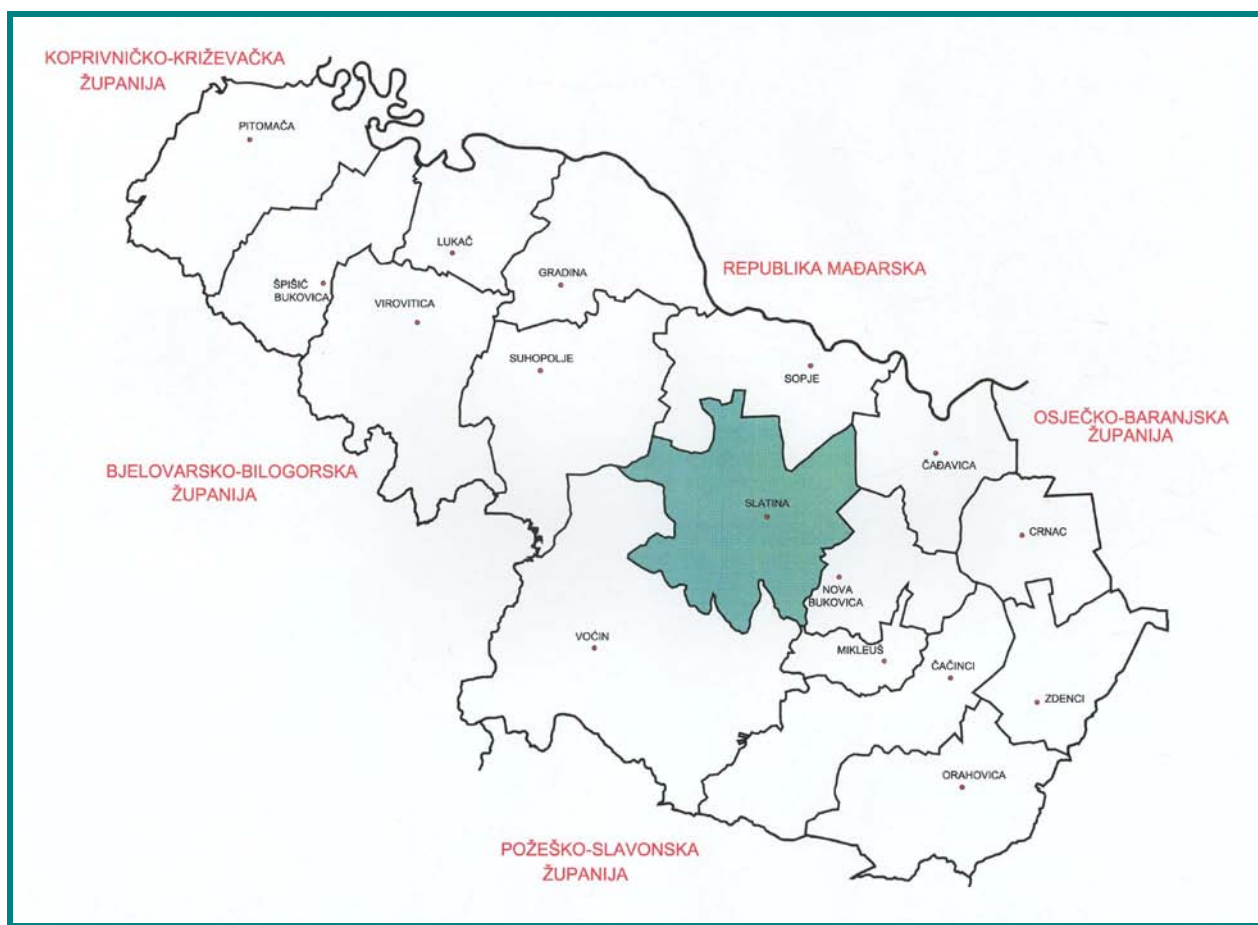 KOPRIVNIČKO-KRIŽEVAČKA
ŽUPANIJA
PITOMAČA
LUKAČ
ŠPIŠIĆ
BUKOVICA
GRADINA
REPUBLIKA MAĐARSKA
VIROVITICA
SUHOPOLJE
SOPJE
OSJEČKO-BARANJSKA
ŽUPANIJA
BJELOVARSKO-BILOGORSKA
ŽUPANIJA
ČAĐAVICA
SLATINA
CRNAC
NOVA
BUKOVICA
VOĆIN
MIKLEUŠ
ČAČINCI
ZDENCI
ORAHOVICA
POŽEŠKO-SLAVONSKA
ŽUPANIJA